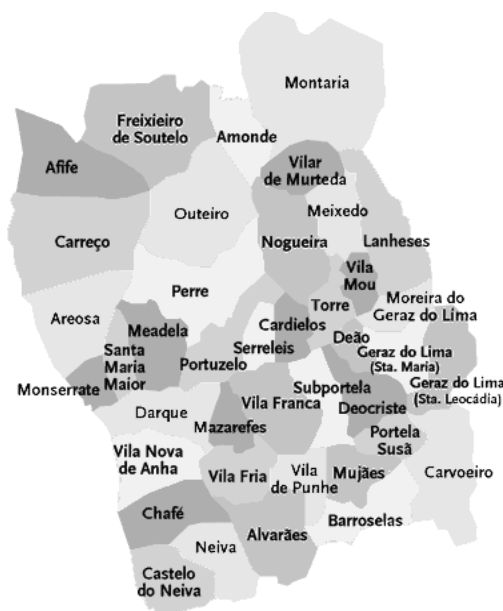 Montaria
Freixieiro
de Soutelo
Amonde
Afife
Vilar
de Murteda
Outeiro
Meixedo
Carreço
Nogueira
Lanheses
Vila
Mou
Perre
Areosa
Moreira do
Geraz do Lima
Torre
Meadela
Cardielos
Deão
Santa
Maria
Maior
Serreleis
Portuzelo
Geraz do Lima
(Sta. Maria)
Monserrate
Subportela
Geraz do Lima
(Sta. Leocádia)
Darque
Vila Franca
Deocriste
Mazarefes
Portela
Susã
Vila Nova
de Anha
Vila Fria
Vila
de Punhe
Mujães
Carvoeiro
Chafé
Barroselas
Alvarães
Neiva
Castelo
do Neiva